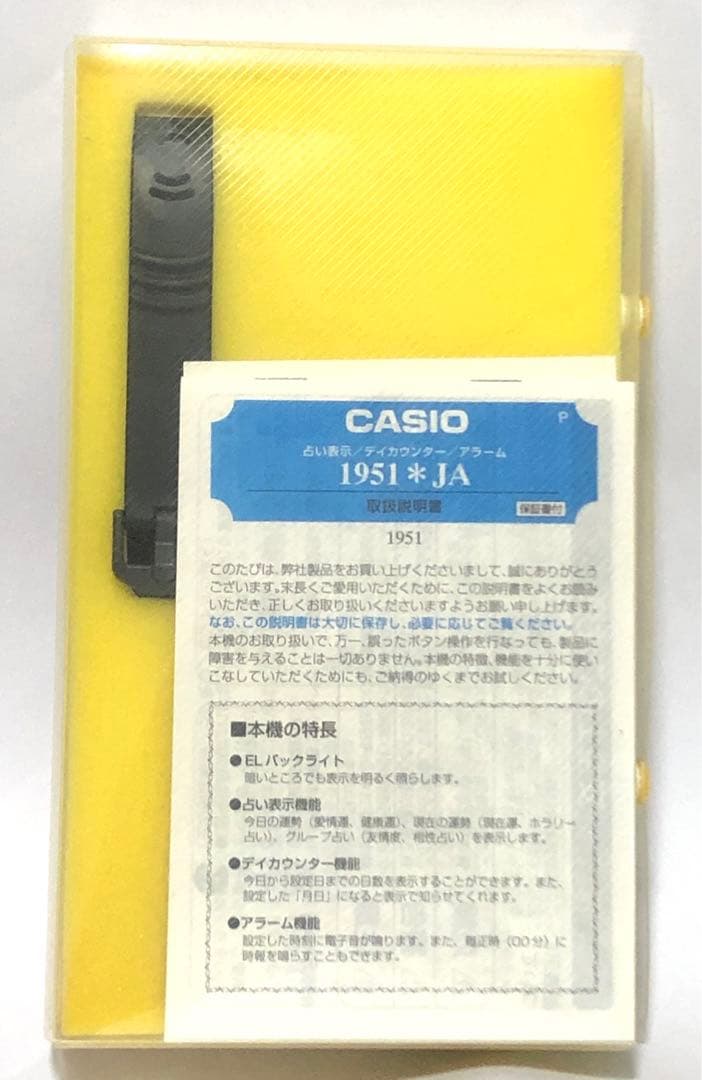 CASIO
P
占い表示／デイカウンター／アラーム
1951＊JA
取扱説明書
保証書付
1951
このたびは、弊社製品をお買い上げくださいまして、誠にありがとう
ございます。末長くご愛用いただくために、この説明書をよくお読み
いただき、正しくお取り扱いくださいますようお願い申し上げます。
なお、この説明書は大切に保存し、必要に応じてご覧ください。
本機のお取り扱いで、万一、誤ったボタン操作を行なっても、製品に
障害を与えることは一切ありません。本機の特徴、機能を十分に使い
こなしていただくためにも、ご納得のゆくまでお試しください。
■本機の特長
●ELバックライト
暗いところでも表示を明るく照らします。
●占い表示機能
今日の運勢（愛情運、健康運）、現在の運勢（現在運、ホラリー
占い）、グループ占い（友情度、相性占い）を表示します。
●デイカウンター機能
今日から設定日までの日数を表示することができます。また、
設定した「月日」になると表示で知らせてくれます。
●アラーム機能
設定した時刻に電子音が鳴ります。また、毎正時（00分）に
時報を鳴らすこともできます。